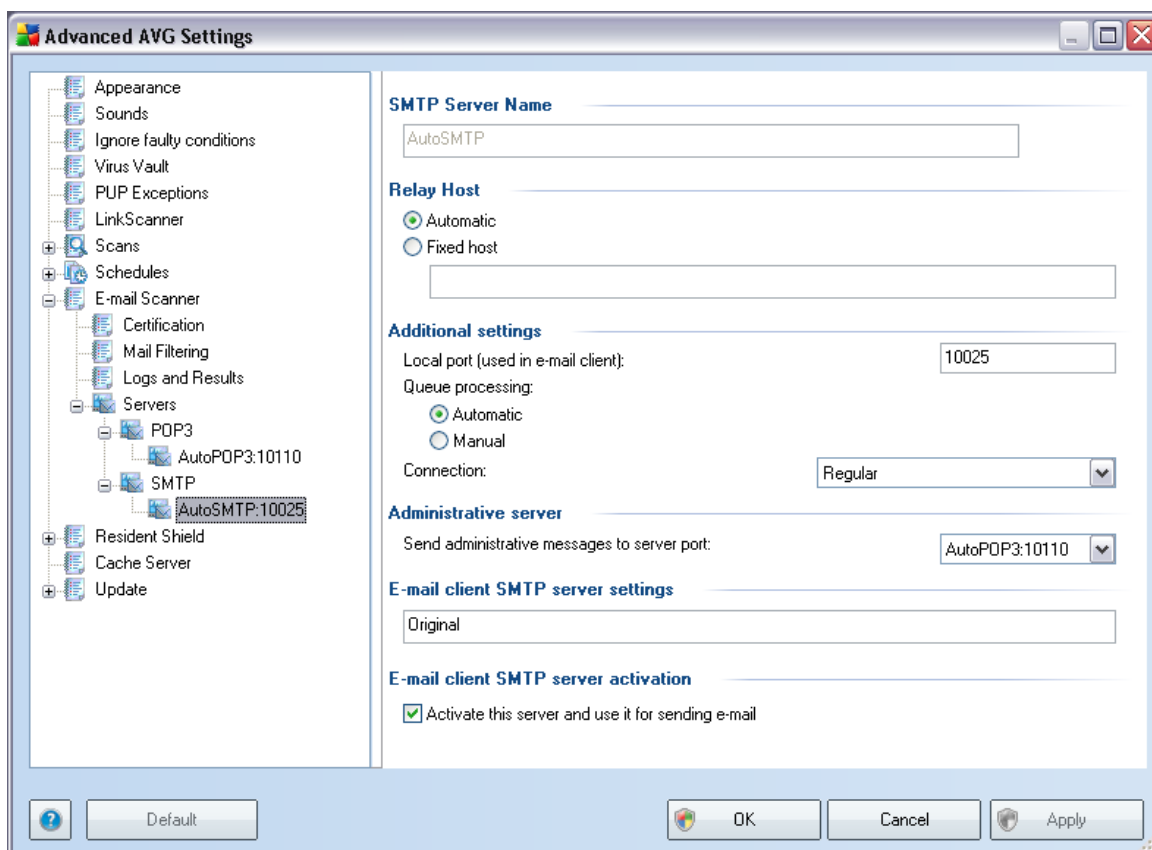 Advanced AVG Settings
Appearance
Sounds
Ignore faulty conditions
Virus Vault
PUP Exceptions
LinkScanner
Scans
Schedules
E-mail Scanner
Certification
Mail Filtering
Logs and Results
Servers
POP3
AutoPOP3:10110
SMTP
AutoSMTP:10025
Resident Shield
Cache Server
Update
SMTP Server Name
AutoSMTP
Relay Host
Automatic
Fixed host
Additional settings
Local port (used in e-mail client):
10025
Queue processing:
Automatic
Manual
Connection:
Regular
Administrative server
Send administrative messages to server port:
AutoPOP3:10110
E-mail client SMTP server settings
Original
E-mail client SMTP server activation
Activate this server and use it for sending e-mail
?
Default
OK
Cancel
Apply